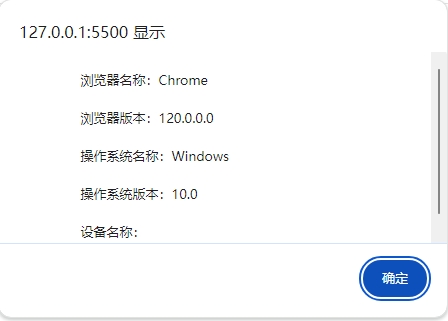 127.0.0.1:5500 显示
浏览器名称：Chrome
浏览器版本：120.0.0.0
操作系统名称：Windows
操作系统版本：10.0
设备名称：
确定